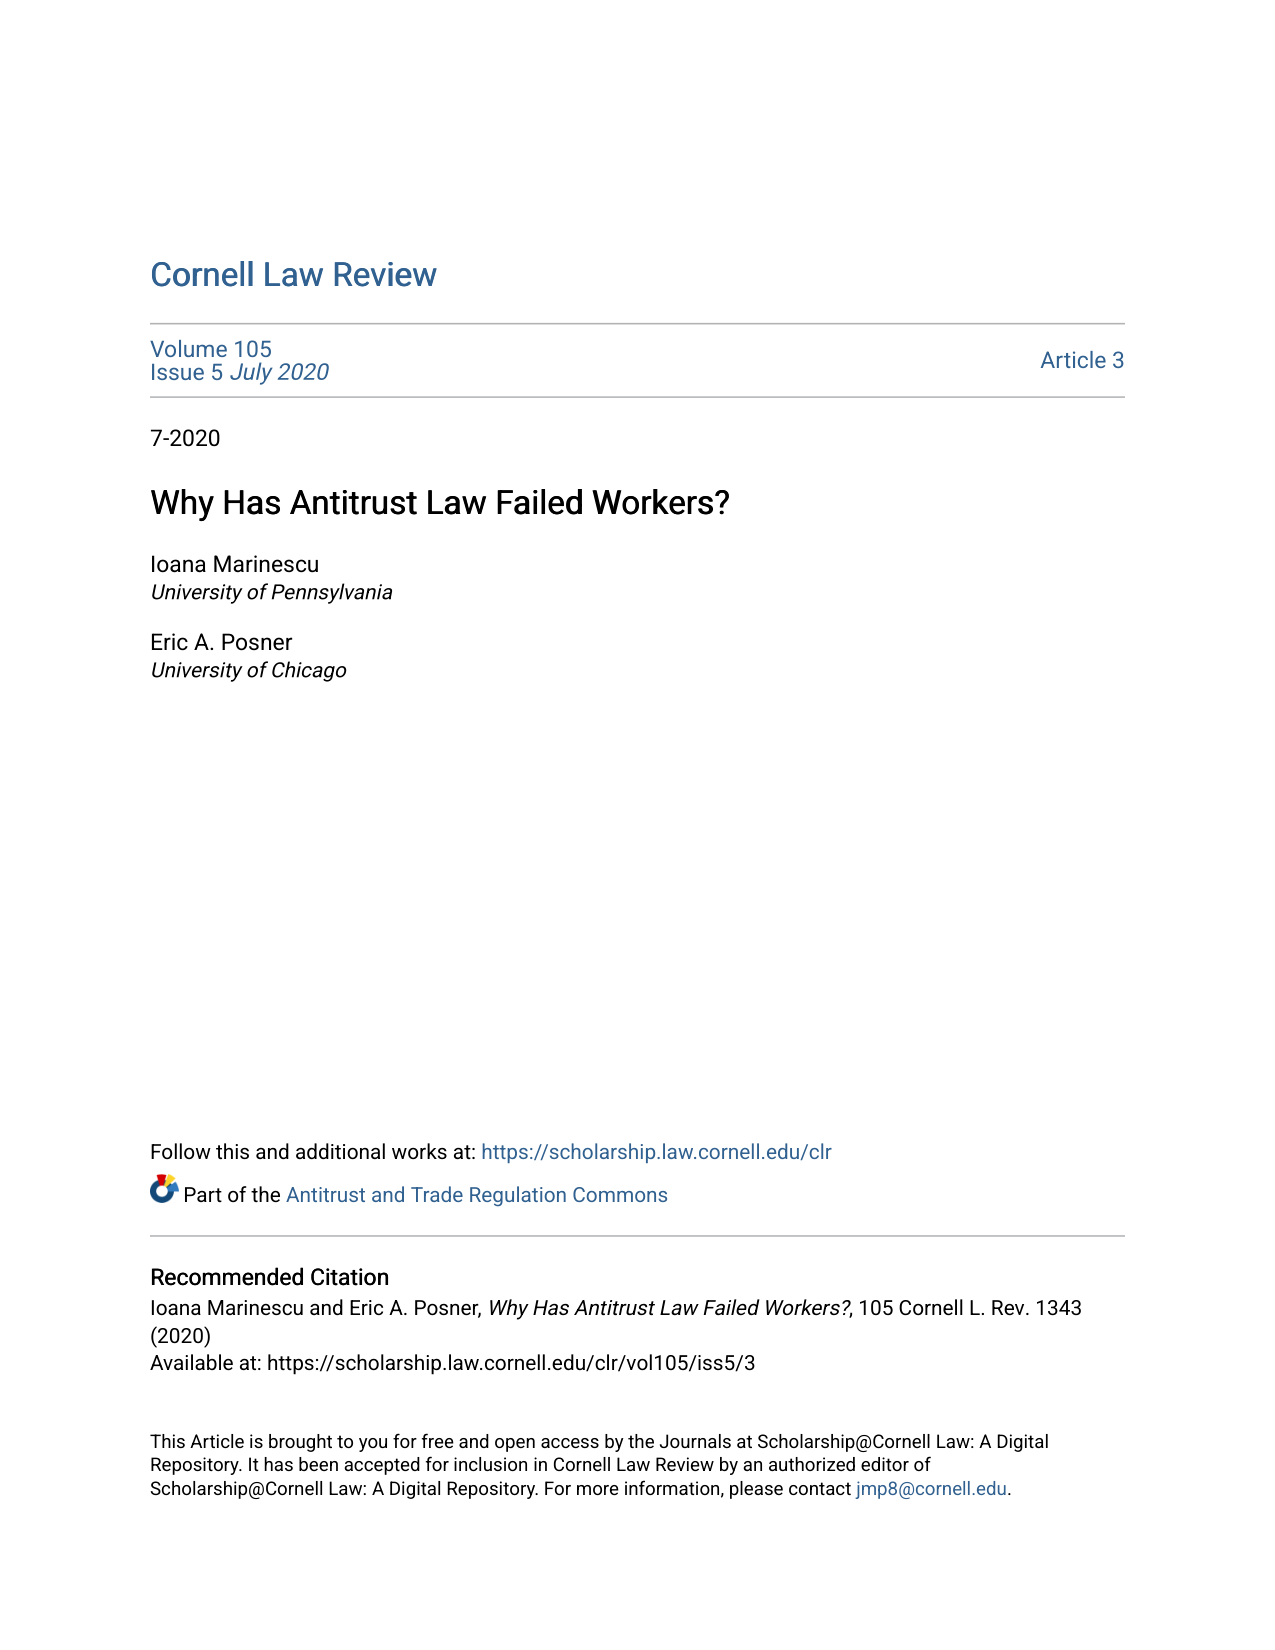 Cornell Law Review
Volume 105
Issue 5 July 2020
Article 3
7-2020
Why Has Antitrust Law Failed Workers?
Ioana Marinescu
University of Pennsylvania
Eric A. Posner
University of Chicago
Follow this and additional works at: https://scholarship.law.cornell.edu/clr
Part of the Antitrust and Trade Regulation Commons
Recommended Citation
Ioana Marinescu and Eric A. Posner, Why Has Antitrust Law Failed Workers?, 105 Cornell L. Rev. 1343
(2020)
Available at: https://scholarship.law.cornell.edu/clr/vol105/iss5/3
This Article is brought to you for free and open access by the Journals at Scholarship@Cornell Law: A Digital
Repository. It has been accepted for inclusion in Cornell Law Review by an authorized editor of
Scholarship@Cornell Law: A Digital Repository. For more information, please contact jmp8@cornell.edu.